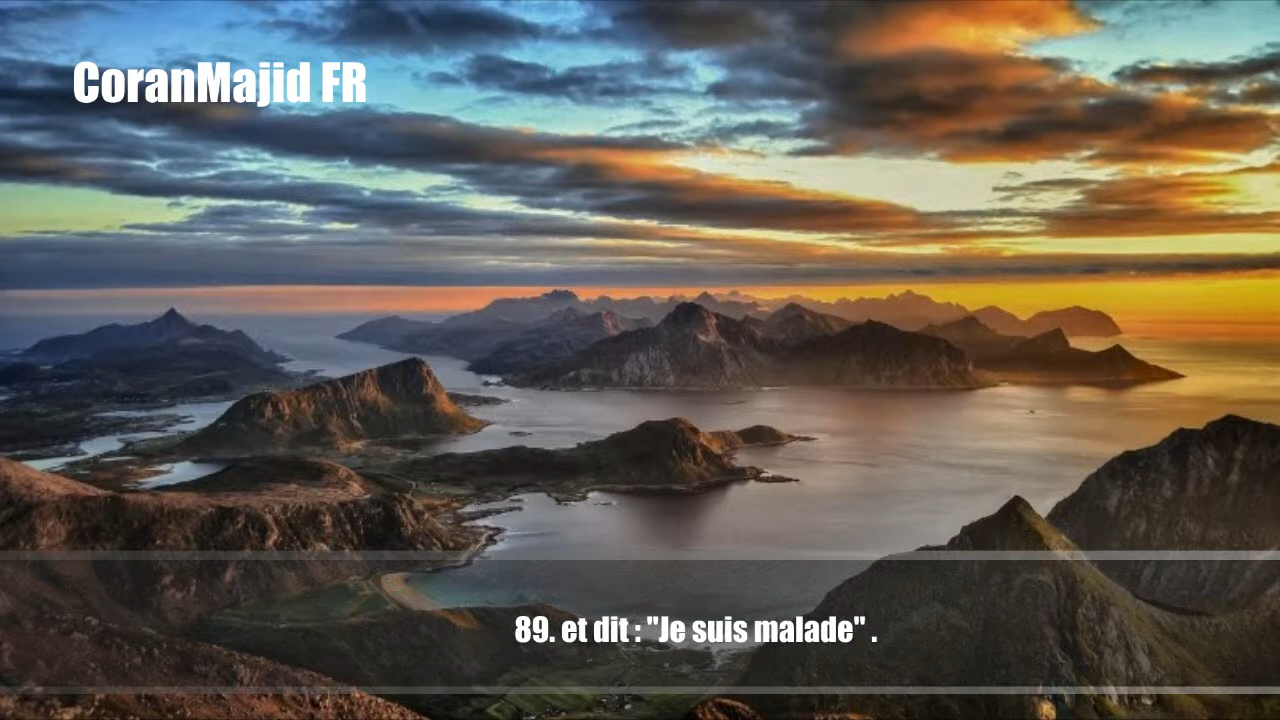 CoranMajid FR
89. et dit : "Je suis malade" .